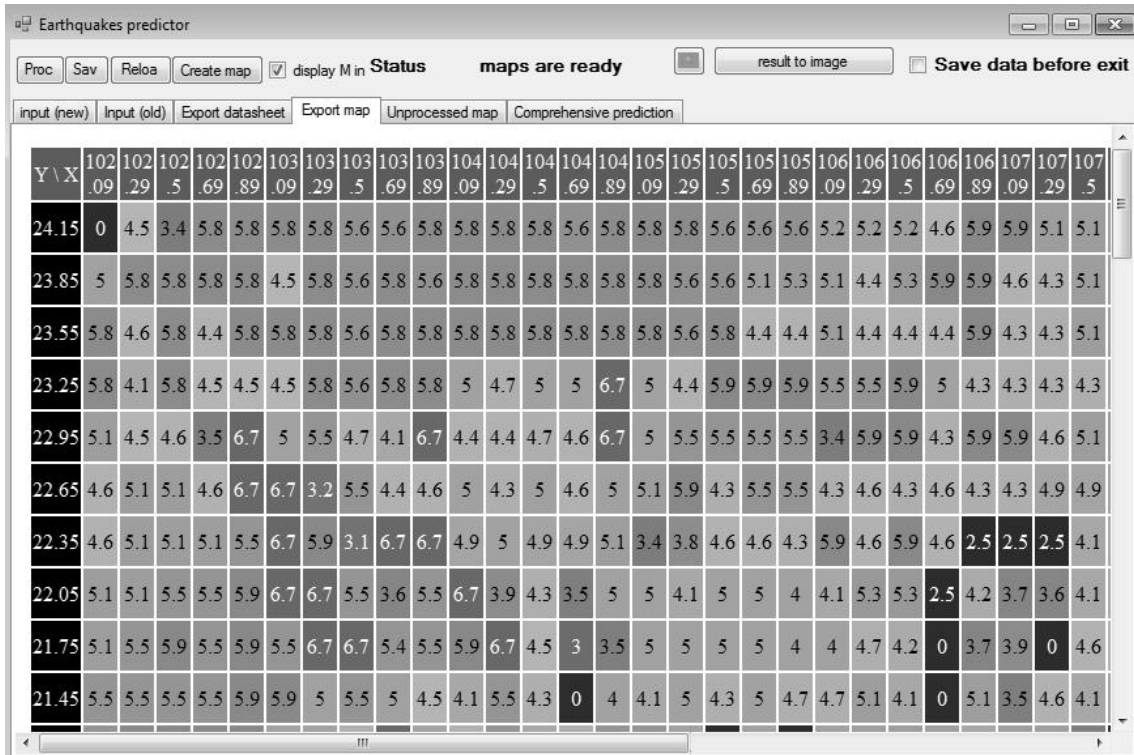 Earthquakes predictor
Proc Sav Reloa Create map display M in Status maps are ready result to image Save data before exit
input (new) Input (old) Export datasheet Export map Unprocessed map Comprehensive prediction
Y \ X 102.09 102.29 102.5 102.69 102.89 103.09 103.29 103.5 103.69 103.89 104.09 104.29 104.5 104.69 104.89 105.09 105.29 105.5 105.69 105.89 106.09 106.29 106.5 106.69 106.89 107.09 107.29 107.5
24.15 0 4.5 3.4 5.8 5.8 5.8 5.8 5.6 5.6 5.8 5.8 5.8 5.8 5.6 5.8 5.8 5.8 5.6 5.6 5.6 5.2 5.2 5.2 4.6 5.9 5.9 5.1 5.1
23.85 5 5.8 5.8 5.8 5.8 4.5 5.8 5.6 5.8 5.6 5.8 5.8 5.8 5.8 5.8 5.8 5.6 5.6 5.1 5.3 5.1 4.4 5.3 5.9 5.9 4.6 4.3 5.1
23.55 5.8 4.6 5.8 4.4 5.8 5.8 5.8 5.6 5.8 5.8 5.8 5.8 5.8 5.8 5.8 5.8 5.6 5.8 4.4 4.4 5.1 4.4 4.4 4.4 5.9 4.3 4.3 5.1
23.25 5.8 4.1 5.8 4.5 4.5 4.5 5.8 5.6 5.8 5.8 5 4.7 5 5 6.7 5 4.4 5.9 5.9 5.9 5.5 5.5 5.9 5 4.3 4.3 4.3 4.3
22.95 5.1 4.5 4.6 3.5 6.7 5 5.5 4.7 4.1 6.7 4.4 4.4 4.7 4.6 6.7 5 5.5 5.5 5.5 5.5 3.4 5.9 5.9 4.3 5.9 5.9 4.6 5.1
22.65 4.6 5.1 5.1 4.6 6.7 6.7 3.2 5.5 4.4 4.6 5 4.3 5 4.6 5 5.1 5.9 4.3 5.5 5.5 4.3 4.6 4.3 4.6 4.3 4.3 4.9 4.9
22.35 4.6 5.1 5.1 5.1 5.5 6.7 5.9 3.1 6.7 6.7 4.9 5 4.9 4.9 5.1 3.4 3.8 4.6 4.6 4.3 5.9 4.6 5.9 4.6 2.5 2.5 2.5 4.1
22.05 5.1 5.1 5.5 5.5 5.9 6.7 6.7 5.5 3.6 5.5 6.7 3.9 4.3 3.5 5 5 4.1 5 5 4 4.1 5.3 5.3 2.5 4.2 3.7 3.6 4.1
21.75 5.1 5.5 5.9 5.5 5.9 5.5 6.7 6.7 5.4 5.5 5.9 6.7 4.5 3 3.5 5 5 5 5 4 4 4.7 4.2 0 3.7 3.9 0 4.6
21.45 5.5 5.5 5.5 5.5 5.9 5.9 5 5.5 5 4.5 4.1 5.5 4.3 0 4 4.1 5 4.3 5 4.7 4.7 5.1 4.1 0 5.1 3.5 4.6 4.1